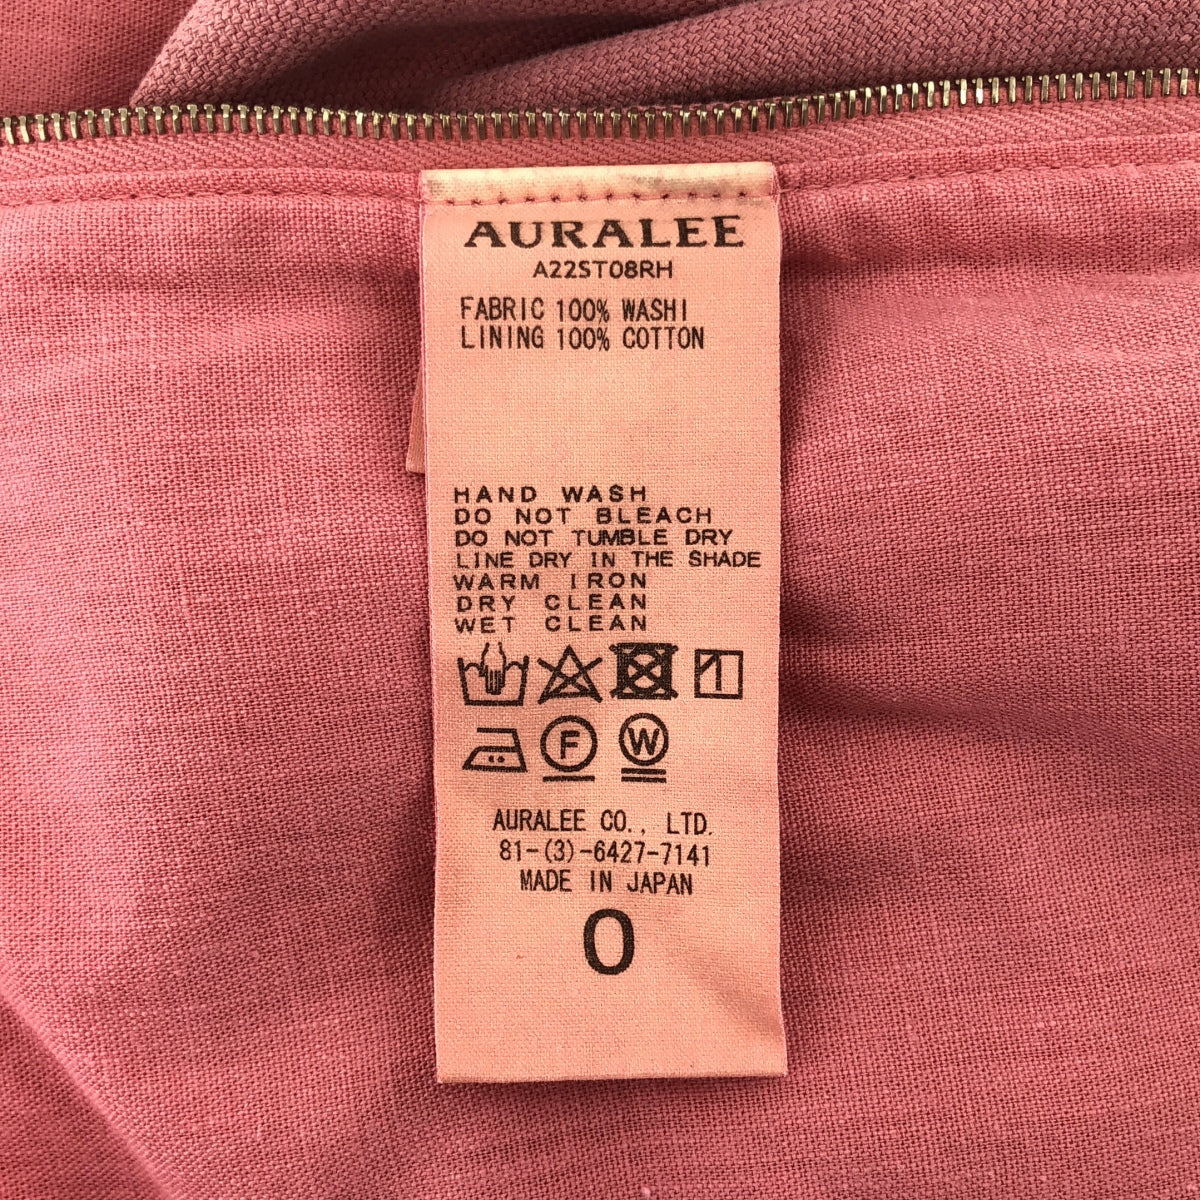 AURALEE
A22ST08RH
FABRIC 100% WASHI
LINING 100% COTTON
HAND WASH
DO NOT BLEACH
DO NOT TUMBLE DRY
LINE DRY IN THE SHADE
WARM IRON
DRY CLEAN
WET CLEAN
F W
AURALEE CO., LTD.
81-(3)-6427-7141
MADE IN JAPAN
0